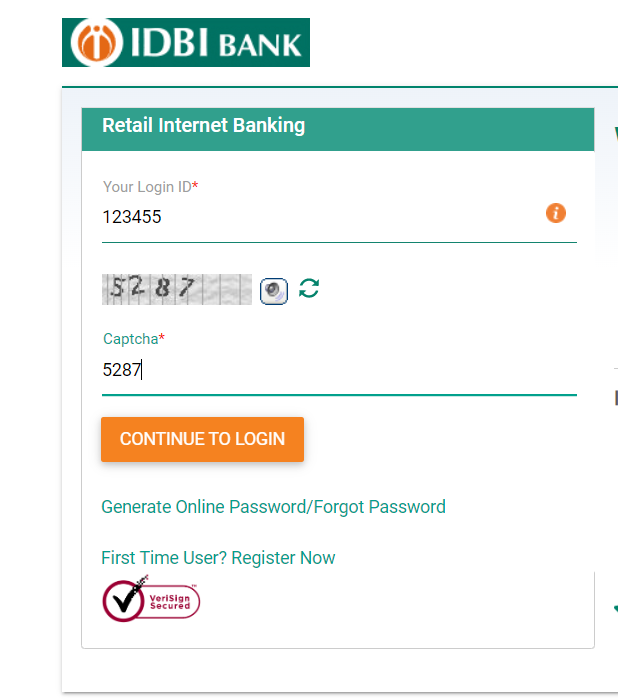 IDBI BANK
Retail Internet Banking
Your Login ID*
123455
i
5287
Captcha*
5287
CONTINUE TO LOGIN
Generate Online Password/Forgot Password
First Time User? Register Now
VeriSign™
Secured